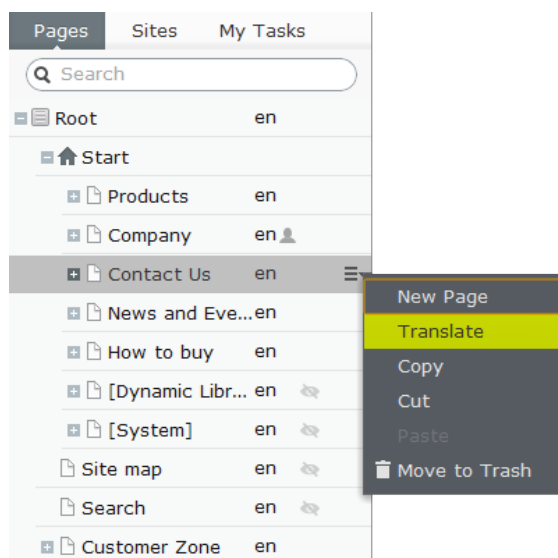 Pages Sites My Tasks
Search
Root en
Start
Products en
Company en
Contact Us en
New Page
News and Eve... en
Translate
How to buy en
Copy
[Dynamic Libr... en
Cut
[System] en
Paste
Site map en
Move to Trash
Search en
Customer Zone en